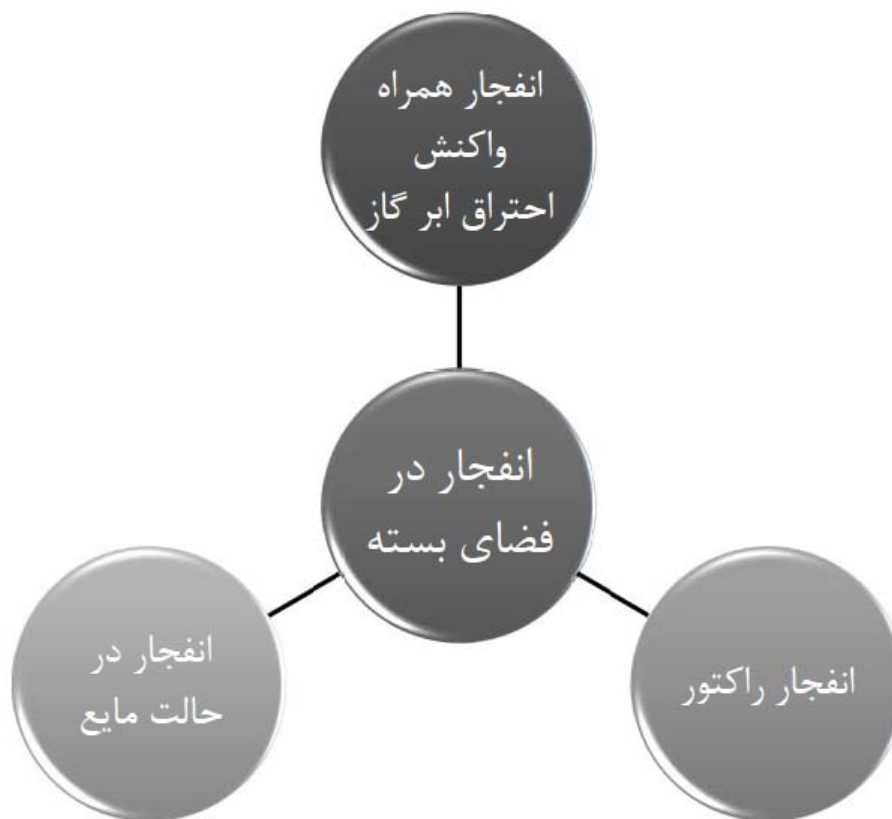 انفجار همراه
واکنش
احتراق ابر گاز
انفجار در
فضای بسته
انفجار راکتور
انفجار در
حالت مایع